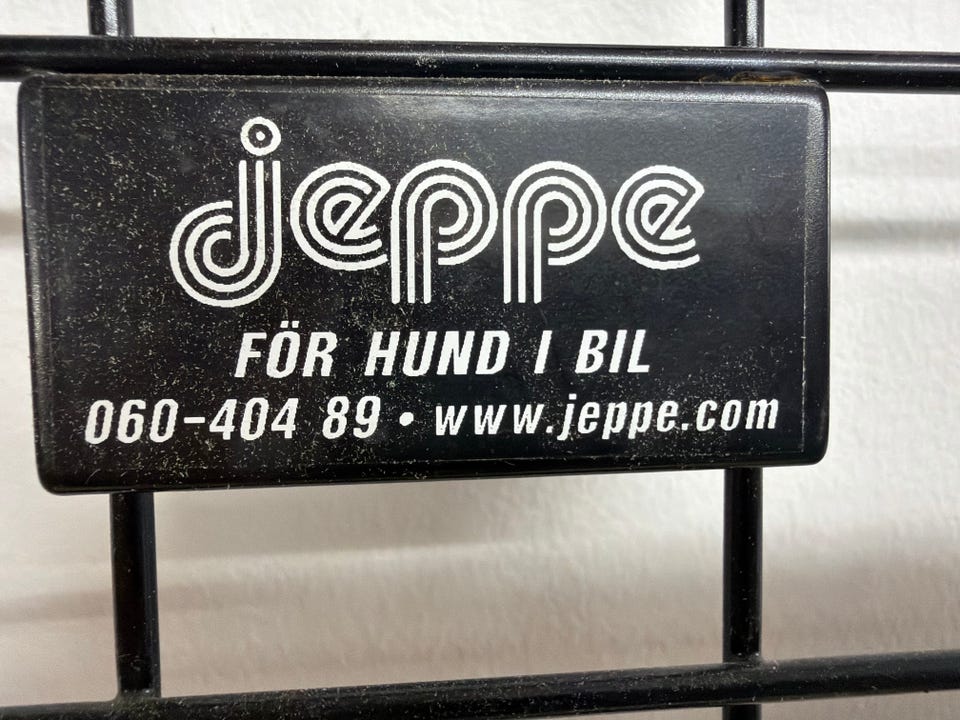 jeppe
FÖR HUND I BIL
060-404 89 • www.jeppe.com